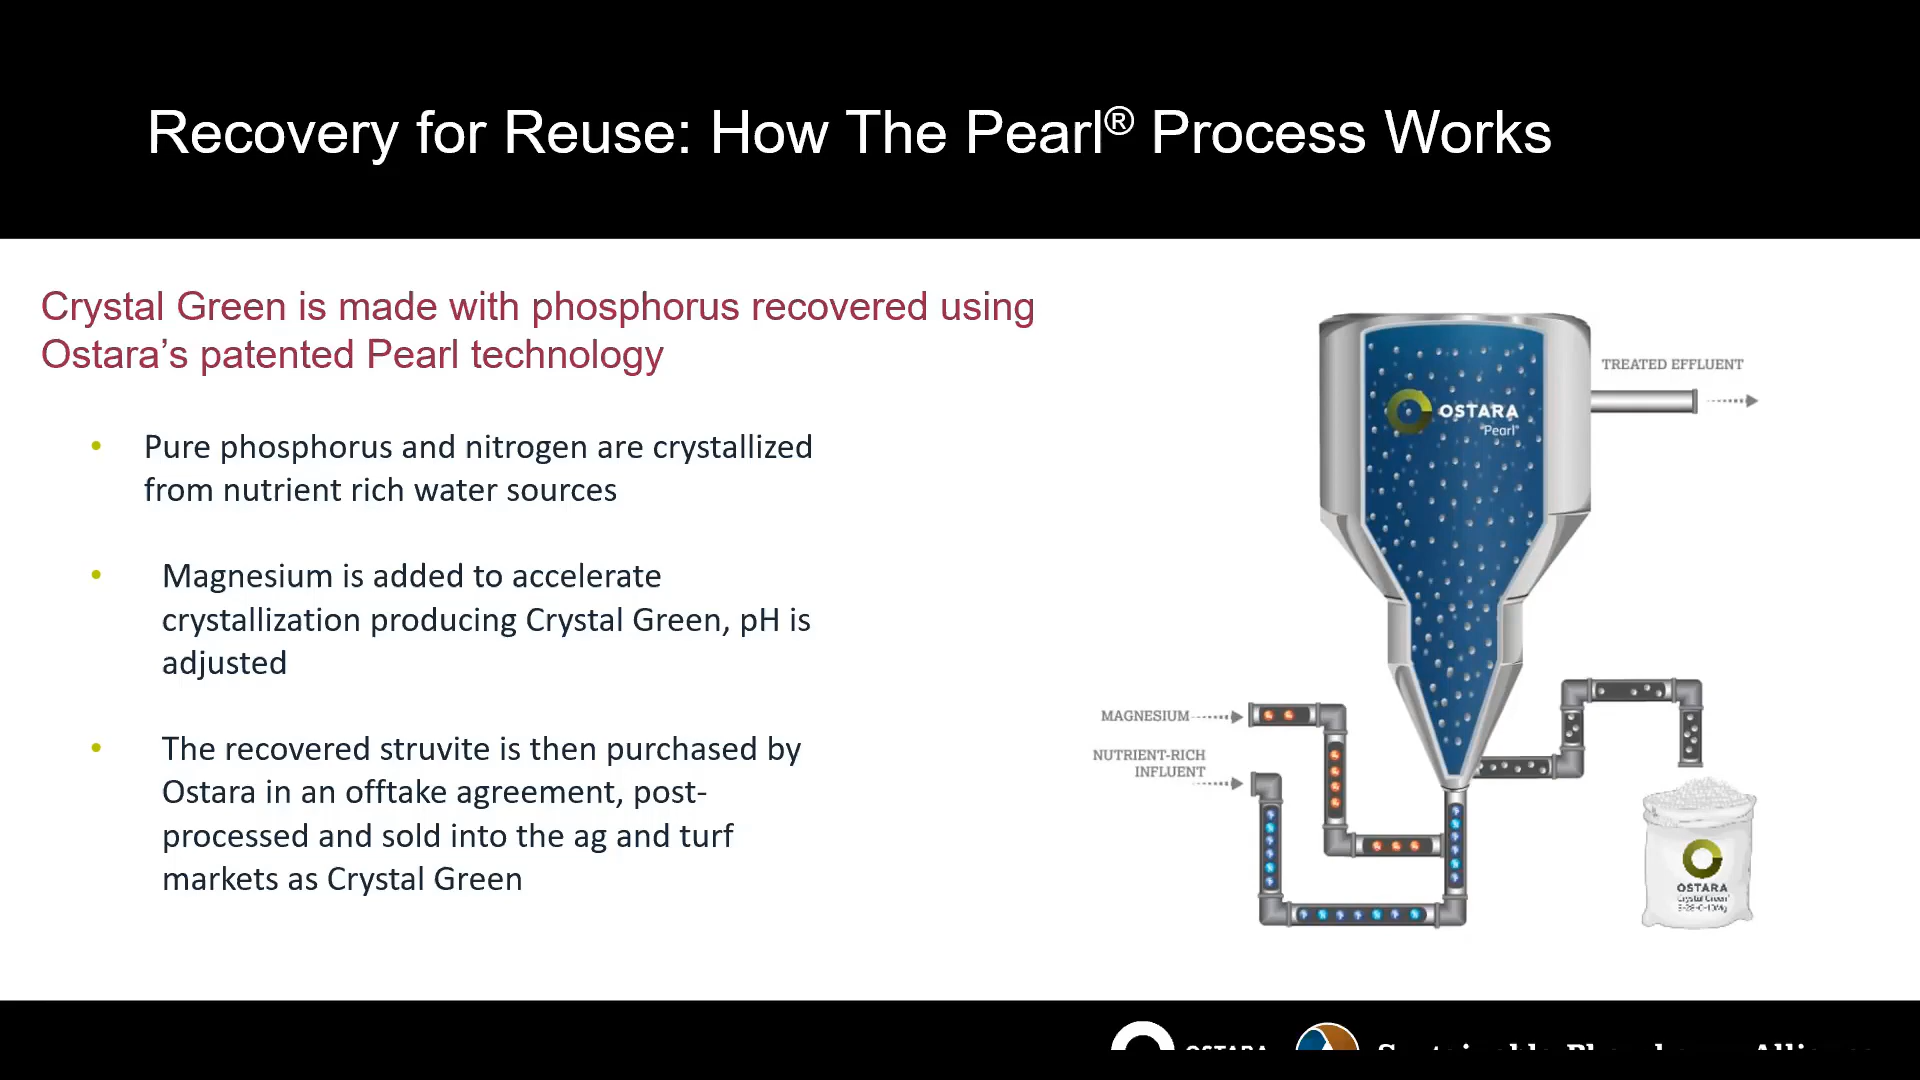 Recovery for Reuse: How The Pearl® Process Works
Crystal Green is made with phosphorus recovered using
Ostara’s patented Pearl technology
• Pure phosphorus and nitrogen are crystallized
from nutrient rich water sources
• Magnesium is added to accelerate
crystallization producing Crystal Green, pH is
adjusted
• The recovered struvite is then purchased by
Ostara in an offtake agreement, post-
processed and sold into the ag and turf
markets as Crystal Green
TREATED EFFLUENT
OSTARA
"Pearl"
MAGNESIUM
NUTRIENT-RICH
INFLUENT
OSTARA
Crystal Green
OSTARA